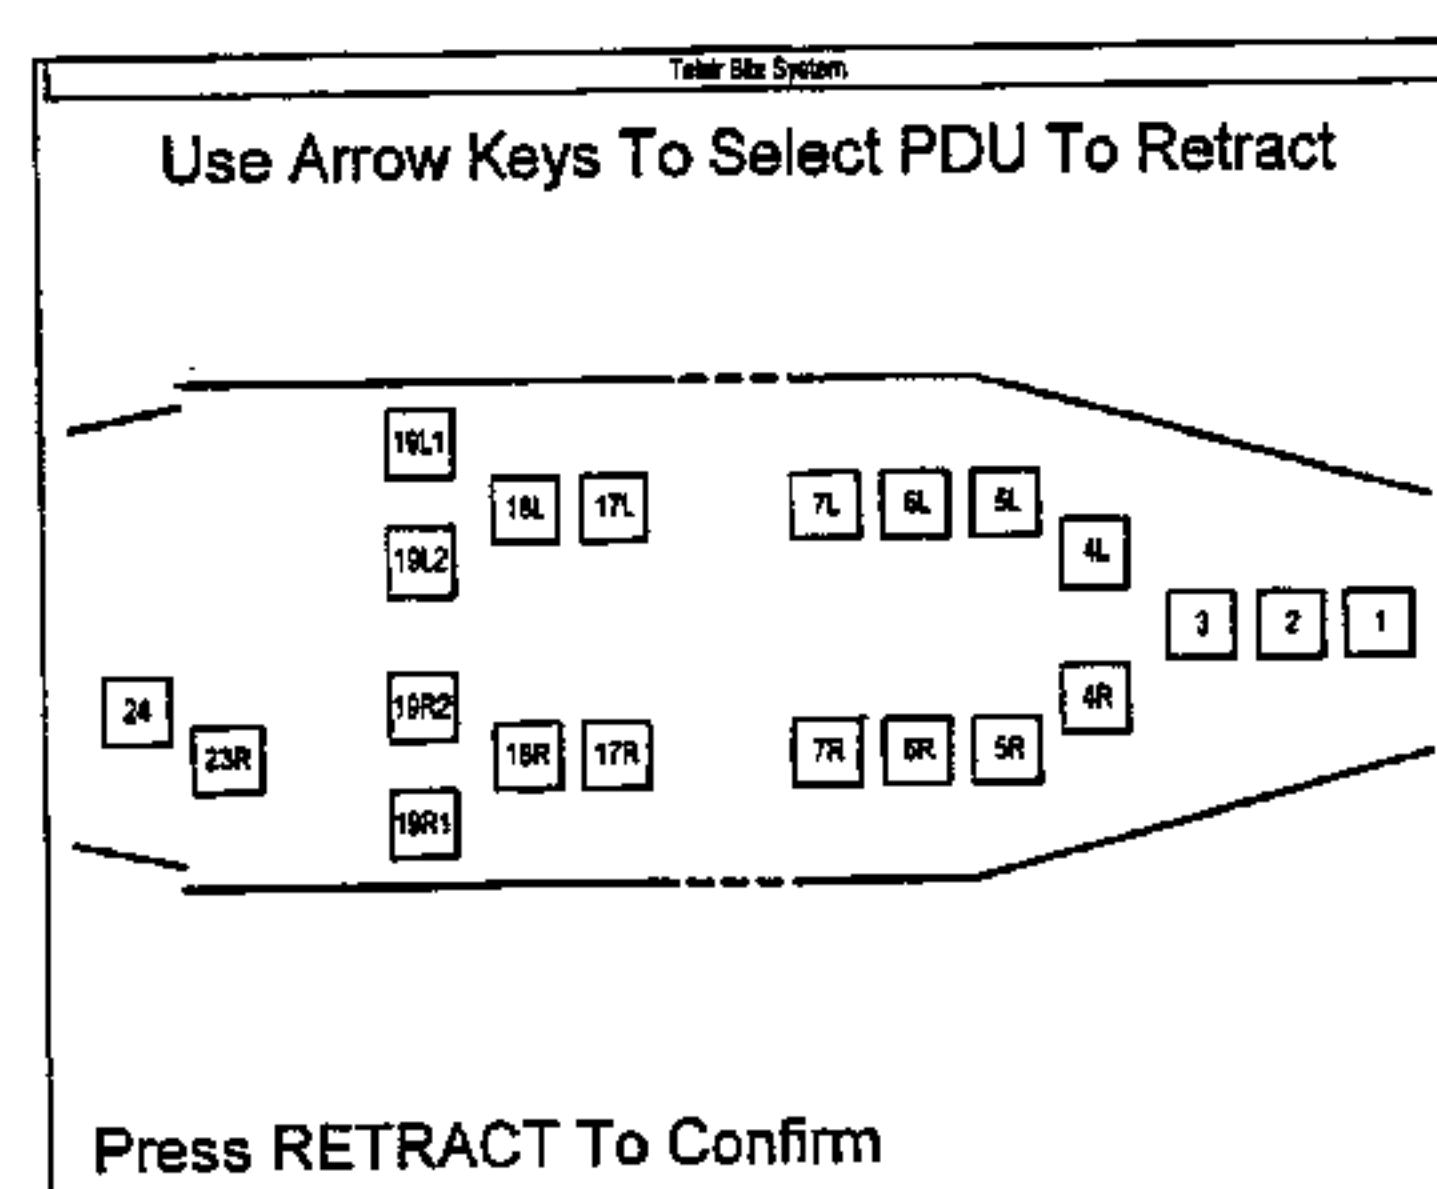 Telair Bite System
Use Arrow Keys To Select PDU To Retract
19L1
18L 17L 7L 6L 5L
19L2 4L
3 2 1
24 19R2 4R
23R 18R 17R 7R 6R 5R
19R1
Press RETRACT To Confirm